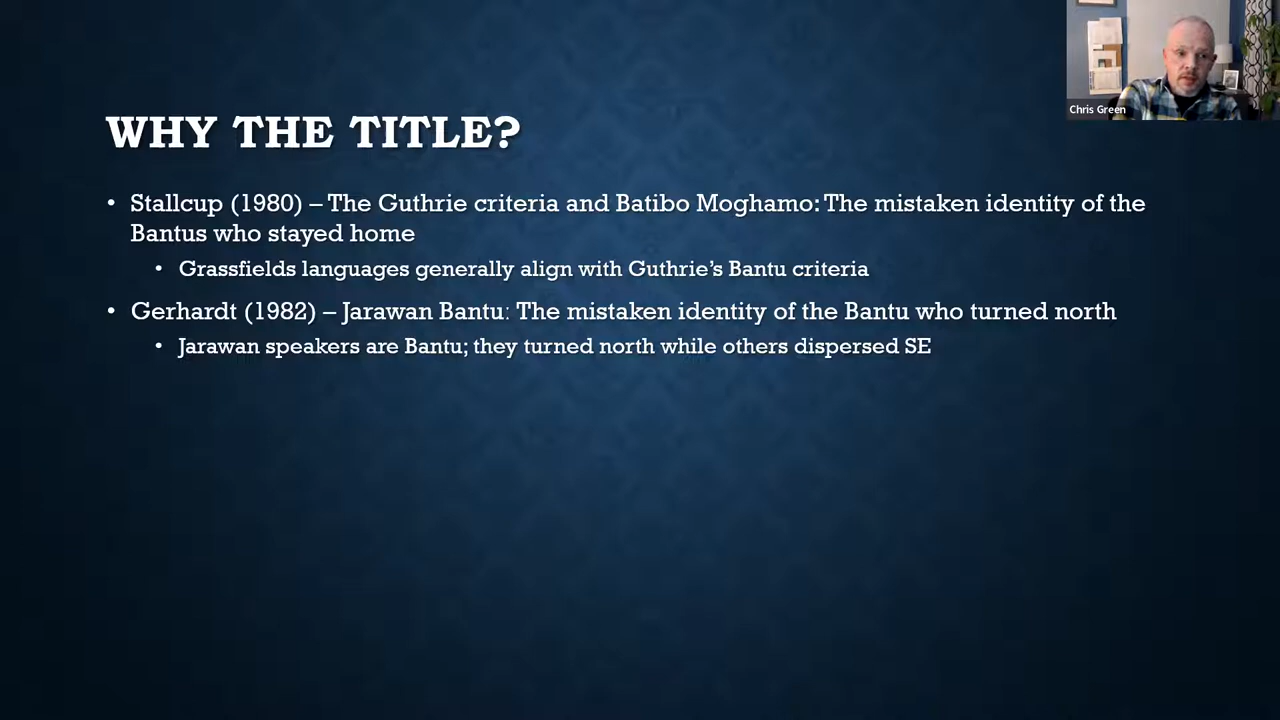 Chris Green
WHY THE TITLE?
• Stallcup (1980) – The Guthrie criteria and Batibo Moghamo: The mistaken identity of the
Bantus who stayed home
• Grassfields languages generally align with Guthrie’s Bantu criteria
• Gerhardt (1982) – Jarawan Bantu: The mistaken identity of the Bantu who turned north
• Jarawan speakers are Bantu; they turned north while others dispersed SE